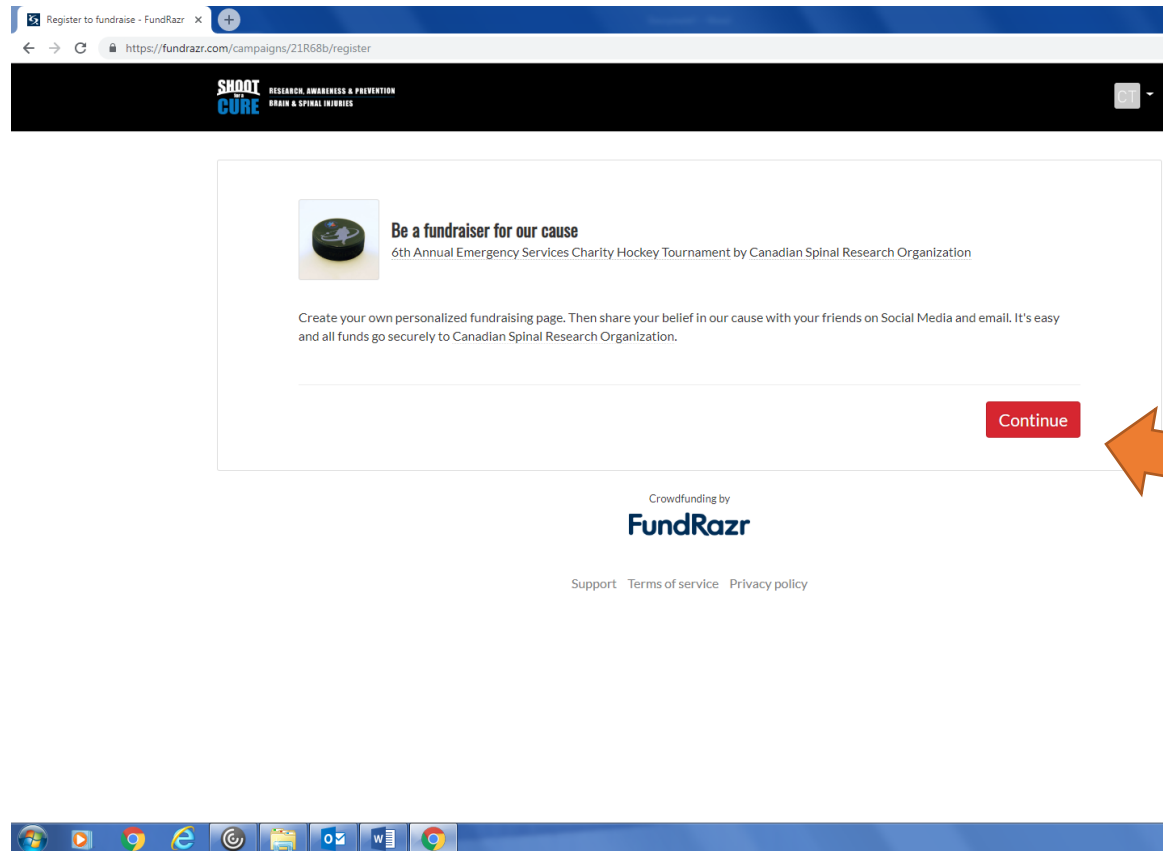 Register to fundraise - FundRazr
https://fundrazr.com/campaigns/21R68b/register
SHOOT
FOR A
CURE
RESEARCH, AWARENESS & PREVENTION
BRAIN & SPINAL INJURIES
CT
Be a fundraiser for our cause
6th Annual Emergency Services Charity Hockey Tournament by Canadian Spinal Research Organization
Create your own personalized fundraising page. Then share your belief in our cause with your friends on Social Media and email. It's easy
and all funds go securely to Canadian Spinal Research Organization.
Continue
Crowdfunding by
FundRazr
Support Terms of service Privacy policy